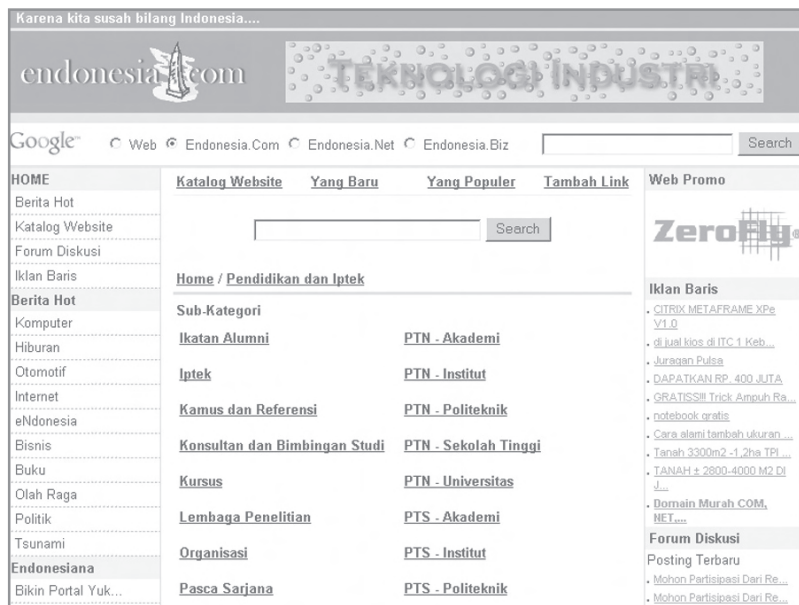 Karena kita susah bilang Indonesia....
endonesia.com
TEKNOLOGI INDUSTRI
Google™ Web Endonesia.Com Endonesia.Net Endonesia.Biz Search
HOME
Berita Hot
Katalog Website
Forum Diskusi
Iklan Baris
Berita Hot
Komputer
Hiburan
Otomotif
Internet
eNdonesia
Bisnis
Buku
Olah Raga
Politik
Tsunami
Endonesiana
Bikin Portal Yuk...
Katalog Website Yang Baru Yang Populer Tambah Link
Search
Home / Pendidikan dan Iptek
Sub-Kategori
Ikatan Alumni PTN - Akademi
Iptek PTN - Institut
Kamus dan Referensi PTN - Politeknik
Konsultan dan Bimbingan Studi PTN - Sekolah Tinggi
Kursus PTN - Universitas
Lembaga Penelitian PTS - Akademi
Organisasi PTS - Institut
Pasca Sarjana PTS - Politeknik
Web Promo
ZeroFly®
Iklan Baris
CITRIX METAFRAME XPe
V1.0
di jual kios di ITC 1 Keb...
Juragan Pulsa
DAPATKAN RP. 400 JUTA
GRATISS!!! Trick Ampuh Ra...
notebook gratis
Cara alami tambah ukuran ...
Tanah 3300m2 -1,2ha TPI ...
TANAH ± 2800-4000 M2 DI
J...
Domain Murah COM,
NET,...
Forum Diskusi
Posting Terbaru
Mohon Partisipasi Dari Re...
Mohon Partisipasi Dari Re...